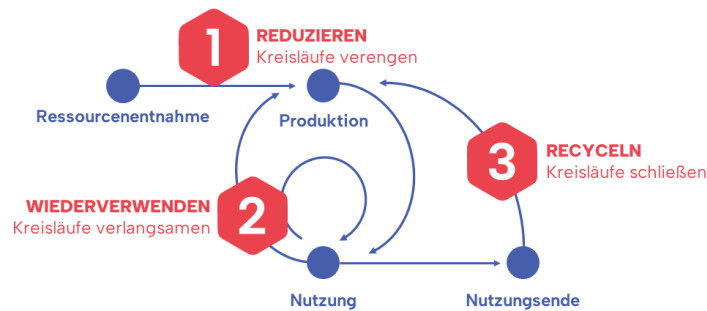 1
REDUZIEREN
Kreisläufe verengen
Ressourcenentnahme
Produktion
3
RECYCELN
Kreisläufe schließen
WIEDERVERWENDEN
Kreisläufe verlangsamen
2
Nutzung
Nutzungsende